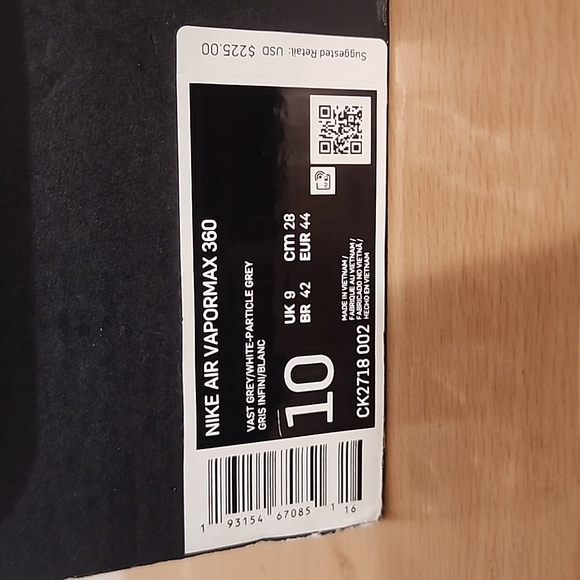 Suggested Retail: USD $225.00
NIKE AIR VAPORMAX 360
VAST GREY/WHITE-PARTICLE GREY
GRIS INFINI/BLANC
10
UK 9 cm 28
BR 42 EUR 44
CK2718 002
MADE IN VIETNAM /
FABRIQUE AU VIETNAM /
FABRICADO NO VIETNÃ /
HECHO EN VIETNAM
1 93154 67085 1 16